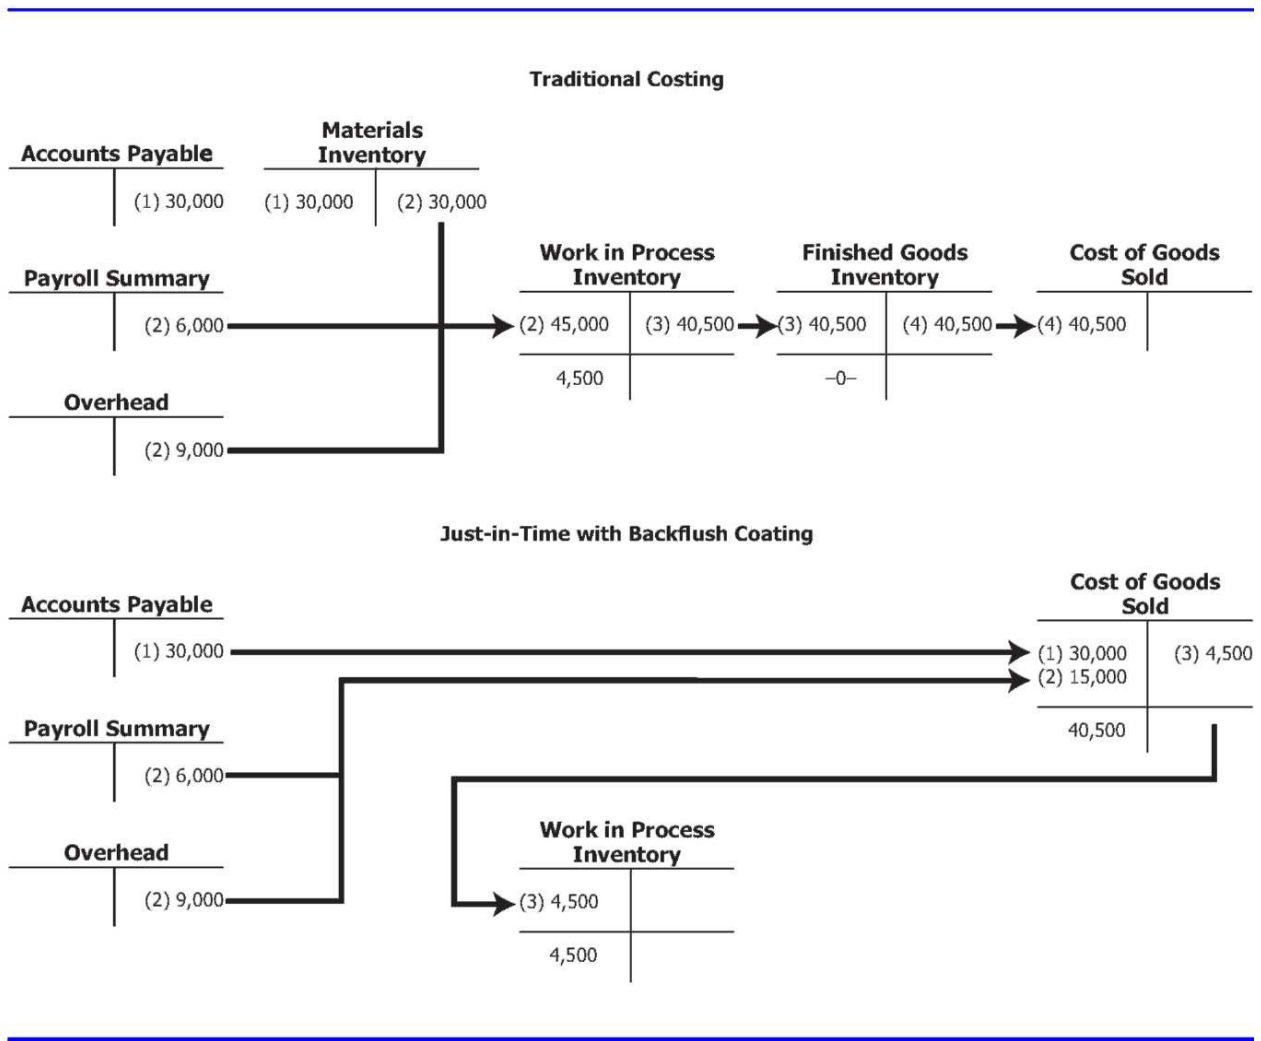 Traditional Costing
Materials
Accounts Payable Inventory
(1) 30,000 (1) 30,000 (2) 30,000
Work in Process Finished Goods Cost of Goods
Payroll Summary Inventory Inventory Sold
(2) 6,000 (2) 45,000 (3) 40,500 (3) 40,500 (4) 40,500 (4) 40,500
4,500 –0–
Overhead
(2) 9,000
Just-in-Time with Backflush Coating
Cost of Goods
Accounts Payable Sold
(1) 30,000 (1) 30,000 (3) 4,500
(2) 15,000
Payroll Summary 40,500
(2) 6,000
Work in Process
Overhead Inventory
(2) 9,000 (3) 4,500
4,500